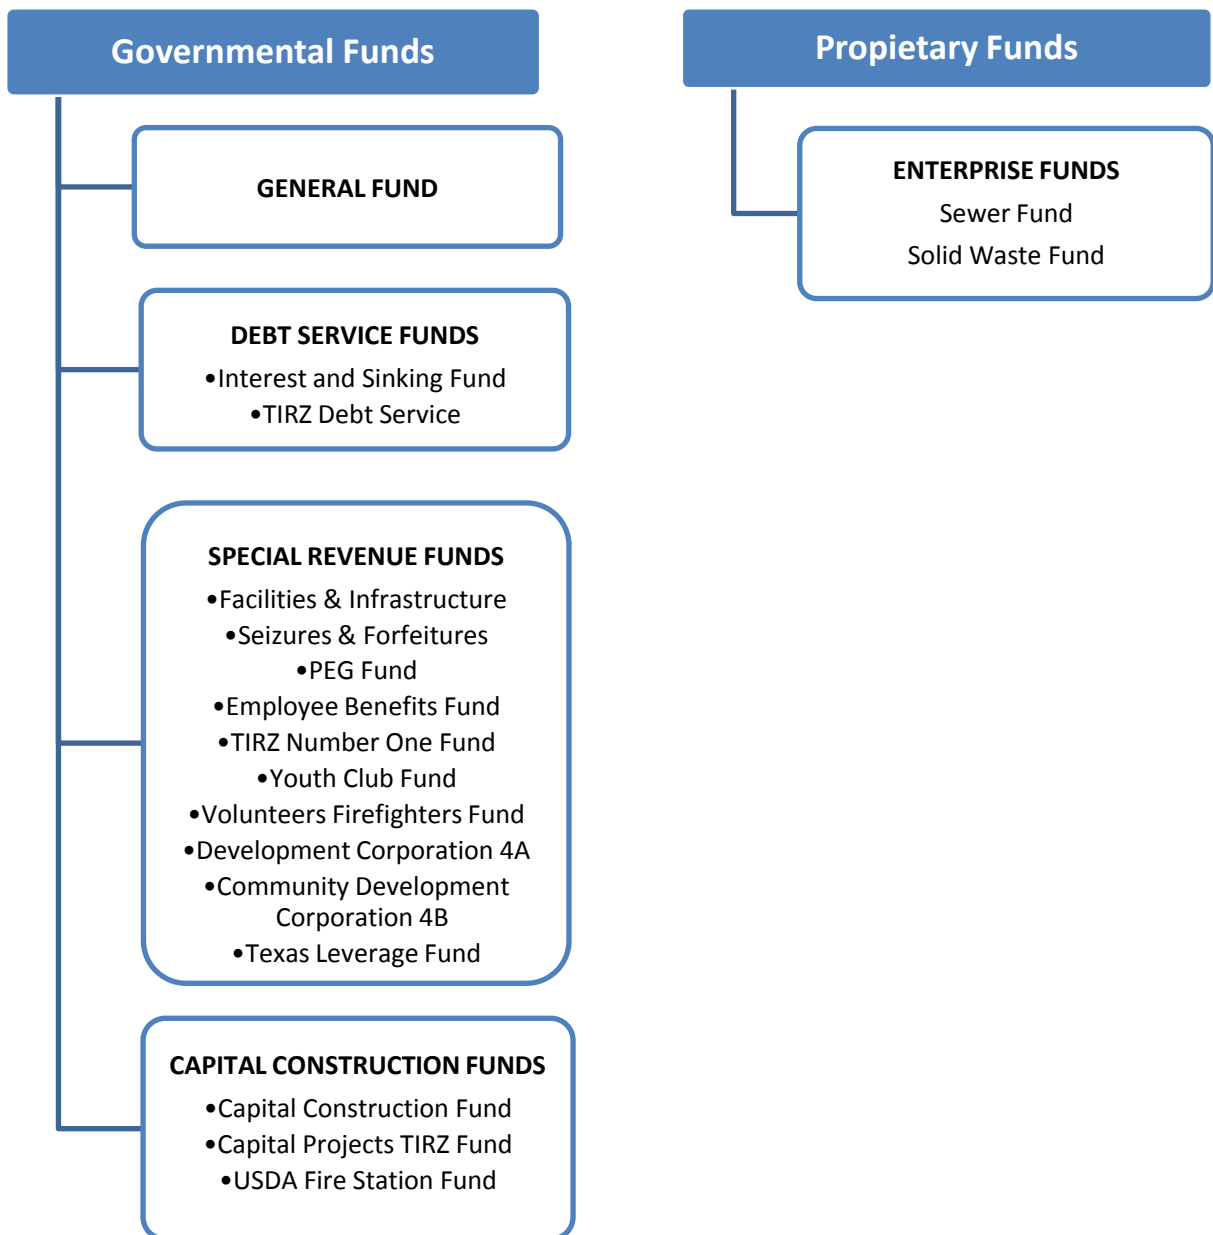 Governmental Funds
GENERAL FUND
DEBT SERVICE FUNDS
•Interest and Sinking Fund
•TIRZ Debt Service
SPECIAL REVENUE FUNDS
•Facilities & Infrastructure
•Seizures & Forfeitures
•PEG Fund
•Employee Benefits Fund
•TIRZ Number One Fund
•Youth Club Fund
•Volunteers Firefighters Fund
•Development Corporation 4A
•Community Development
Corporation 4B
•Texas Leverage Fund
CAPITAL CONSTRUCTION FUNDS
•Capital Construction Fund
•Capital Projects TIRZ Fund
•USDA Fire Station Fund
Propietary Funds
ENTERPRISE FUNDS
Sewer Fund
Solid Waste Fund